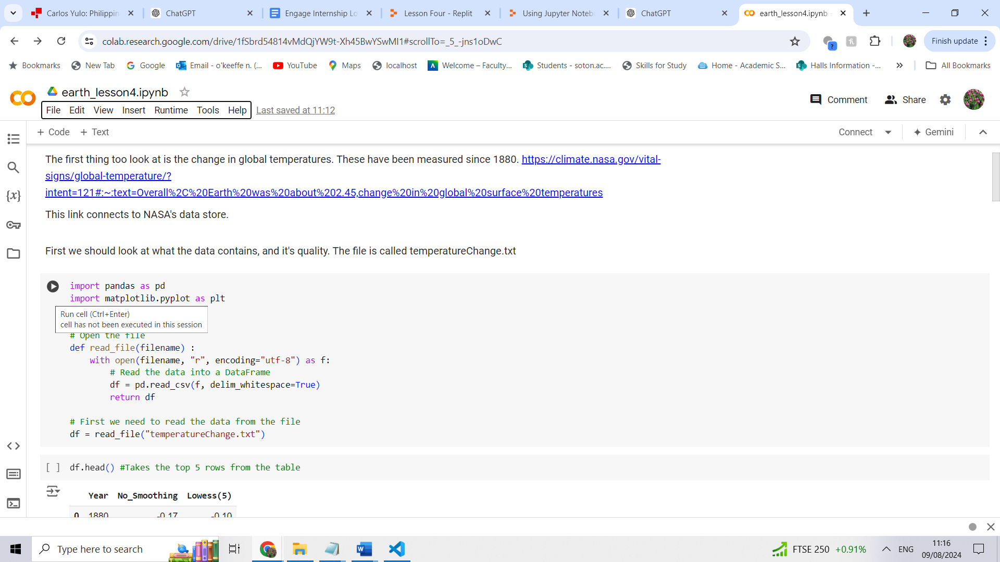 Carlos Yulo: Philippin
ChatGPT
Engage Internship Lo
Lesson Four - Replit
Using Jupyter Noteb
ChatGPT
earth_lesson4.ipynb -
colab.research.google.com/drive/1fSbrd54814vMdQjYW9t-Xh45BwYSwMI1#scrollTo=_5_-jns1oDwC
?
h
Finish update
Bookmarks
New Tab
Google
Email - o'keeffe n. (...
YouTube
Maps
localhost
Welcome – Faculty...
Students - soton.ac....
Skills for Study
Home - Academic S...
Halls Information -...
»
All Bookmarks
earth_lesson4.ipynb
File Edit View Insert Runtime Tools Help
Last saved at 11:12
Comment
Share
+ Code + Text
Connect
Gemini
The first thing too look at is the change in global temperatures. These have been measured since 1880. https://climate.nasa.gov/vital-
signs/global-temperature/?
intent=121#:~:text=Overall%2C%20Earth%20was%20about%202.45,change%20in%20global%20surface%20temperatures
This link connects to NASA's data store.
First we should look at what the data contains, and it's quality. The file is called temperatureChange.txt
{x}
import pandas as pd
import matplotlib.pyplot as plt
Run cell (Ctrl+Enter)
cell has not been executed in this session
# Open the file
def read_file(filename) :
with open(filename, "r", encoding="utf-8") as f:
# Read the data into a DataFrame
df = pd.read_csv(f, delim_whitespace=True)
return df
# First we need to read the data from the file
df = read_file("temperatureChange.txt")
[ ] df.head() #Takes the top 5 rows from the table
Year No_Smoothing Lowess(5)
0 1880 -0.17 -0.10
Type here to search
FTSE 250 +0.91%
ENG
11:16
09/08/2024